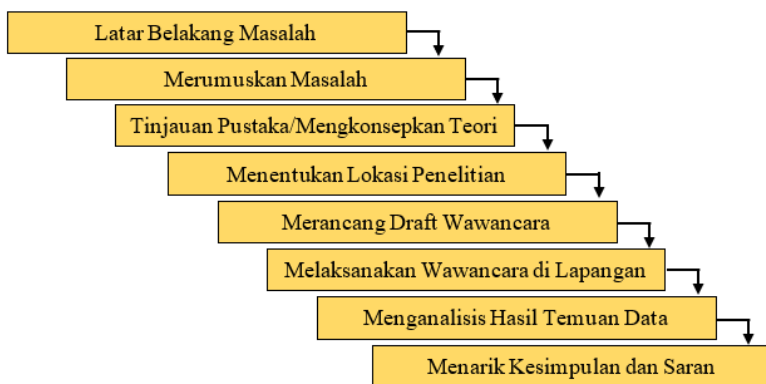 Latar Belakang Masalah
Merumuskan Masalah
Tinjauan Pustaka/Mengkonsepkan Teori
Menentukan Lokasi Penelitian
Merancang Draft Wawancara
Melaksanakan Wawancara di Lapangan
Menganalisis Hasil Temuan Data
Menarik Kesimpulan dan Saran